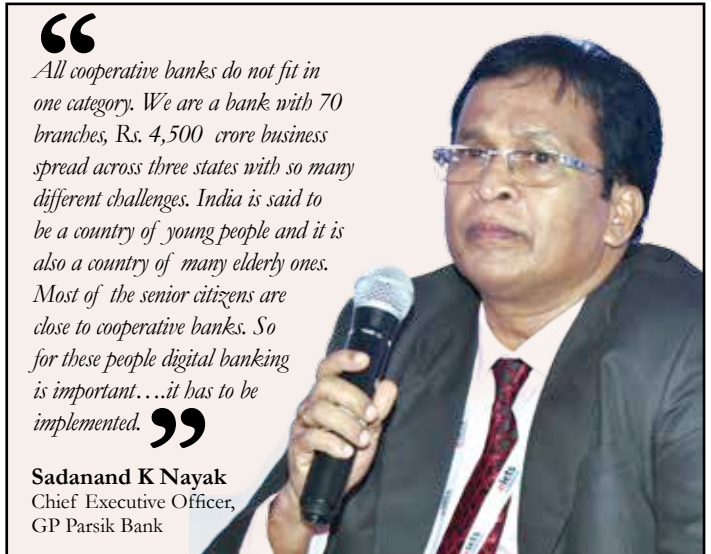 “
All cooperative banks do not fit in
one category. We are a bank with 70
branches, Rs. 4,500 crore business
spread across three states with so many
different challenges. India is said to
be a country of young people and it is
also a country of many elderly ones.
Most of the senior citizens are
close to cooperative banks. So
for these people digital banking
is important….it has to be
implemented. ”
Sadanand K Nayak
Chief Executive Officer,
GP Parsik Bank
elets
elets